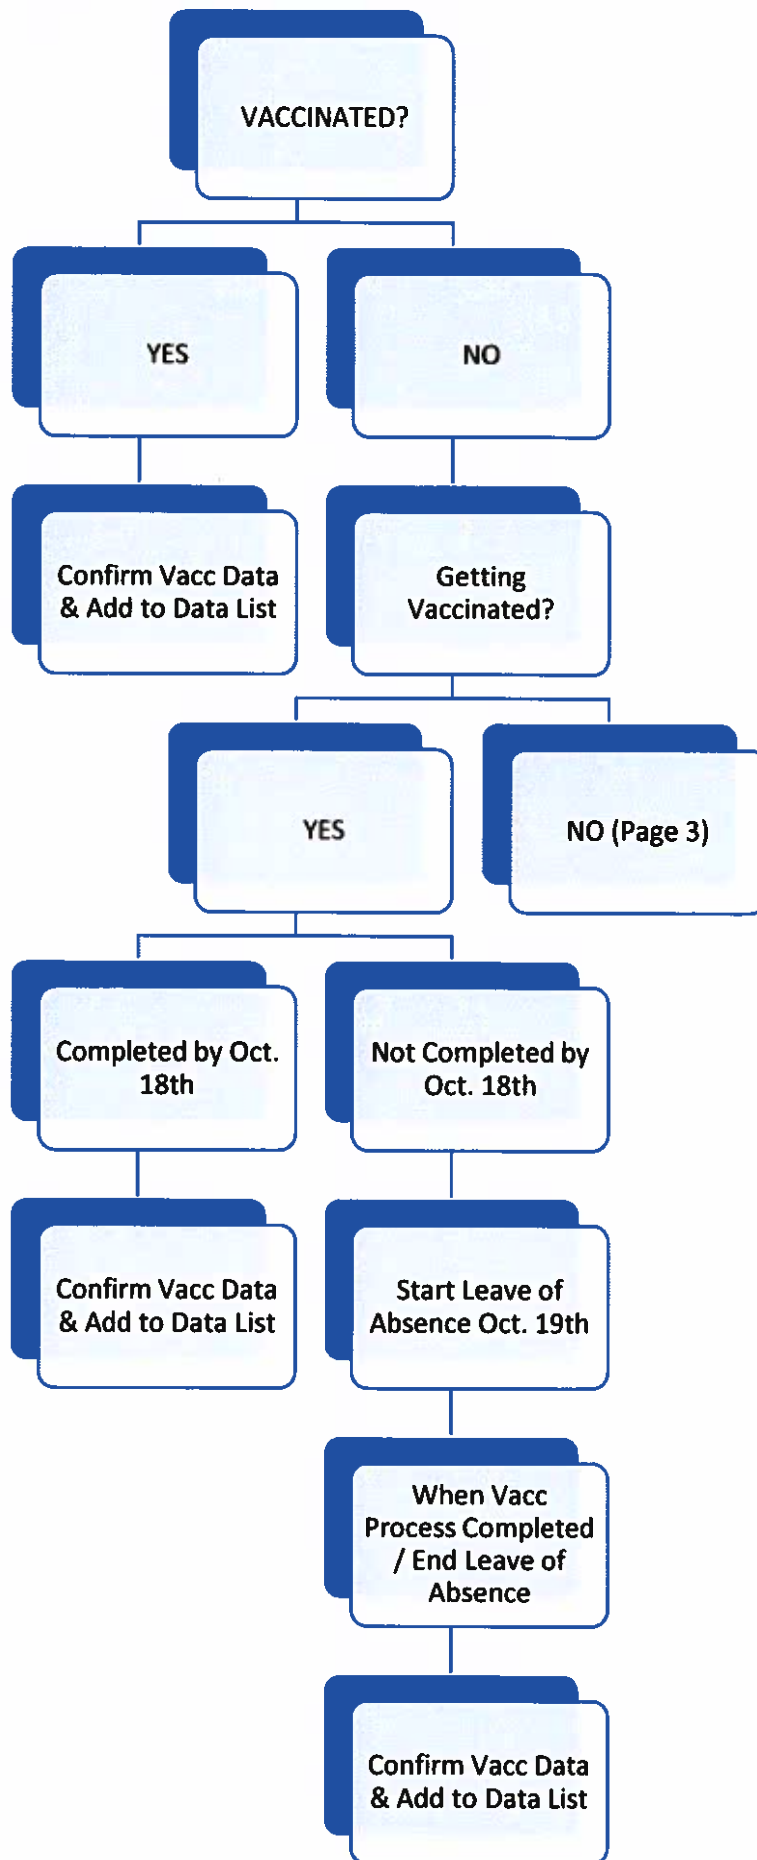 VACCINATED?
YES
NO
Confirm Vacc Data
& Add to Data List
Getting
Vaccinated?
YES
NO (Page 3)
Completed by Oct.
18th
Not Completed by
Oct. 18th
Confirm Vacc Data
& Add to Data List
Start Leave of
Absence Oct. 19th
When Vacc
Process Completed
/ End Leave of
Absence
Confirm Vacc Data
& Add to Data List